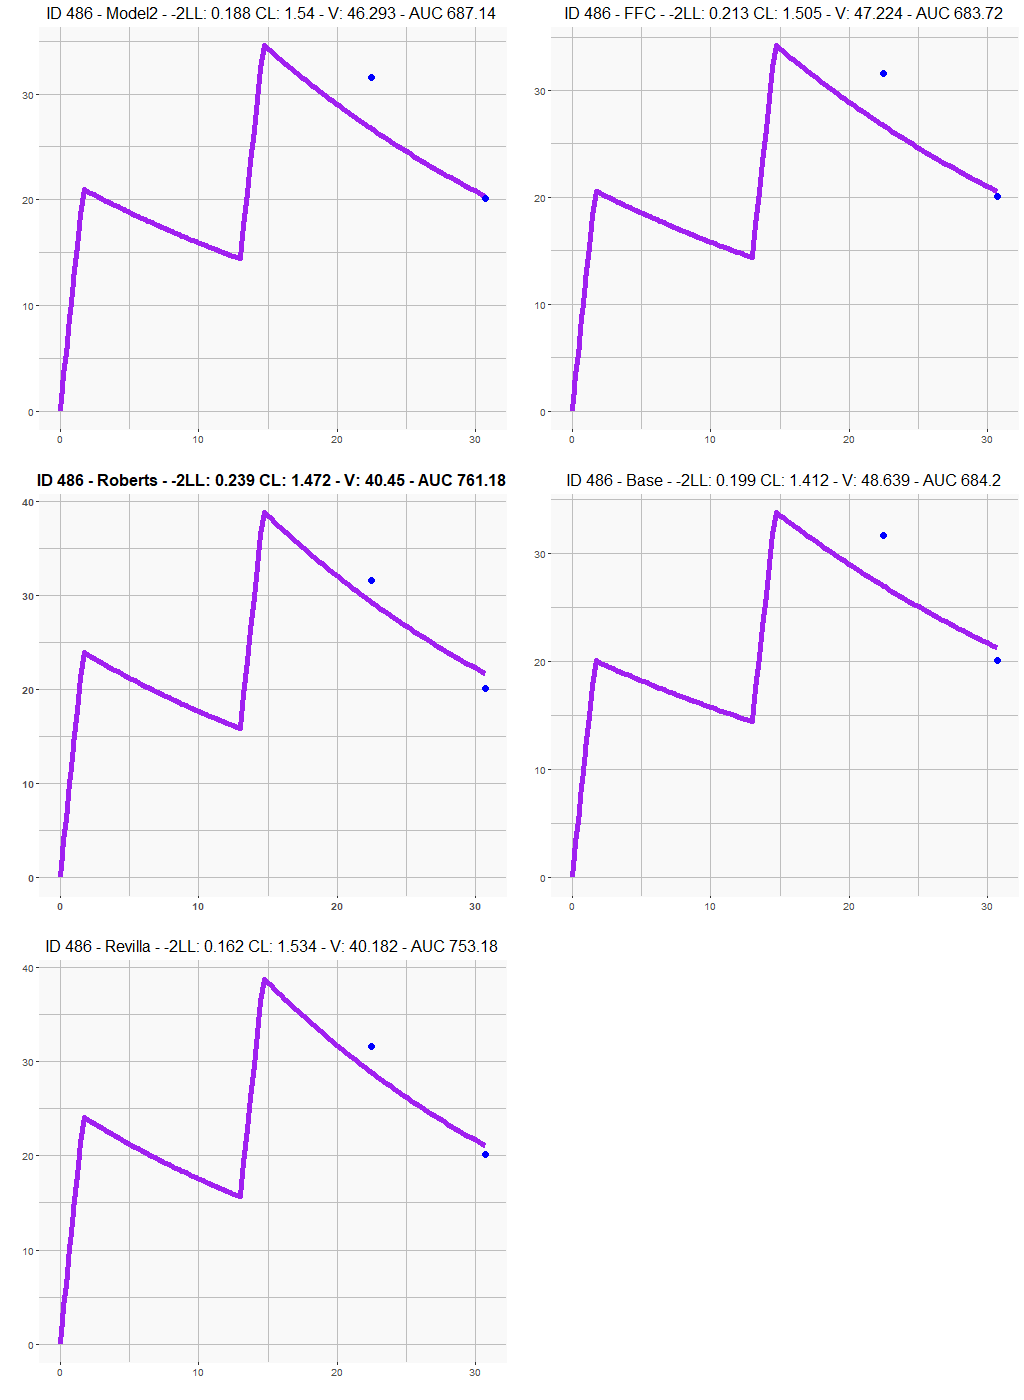 ID 486 - Model2 - -2LL: 0.188 CL: 1.54 - V: 46.293 - AUC 687.14
30
20
10
0
0 10 20 30
ID 486 - FFC - -2LL: 0.213 CL: 1.505 - V: 47.224 - AUC 683.72
30
20
10
0
0 10 20 30
ID 486 - Roberts - -2LL: 0.239 CL: 1.472 - V: 40.45 - AUC 761.18
40
30
20
10
0
0 10 20 30
ID 486 - Base - -2LL: 0.199 CL: 1.412 - V: 48.639 - AUC 684.2
30
20
10
0
0 10 20 30
ID 486 - Revilla - -2LL: 0.162 CL: 1.534 - V: 40.182 - AUC 753.18
40
30
20
10
0
0 10 20 30